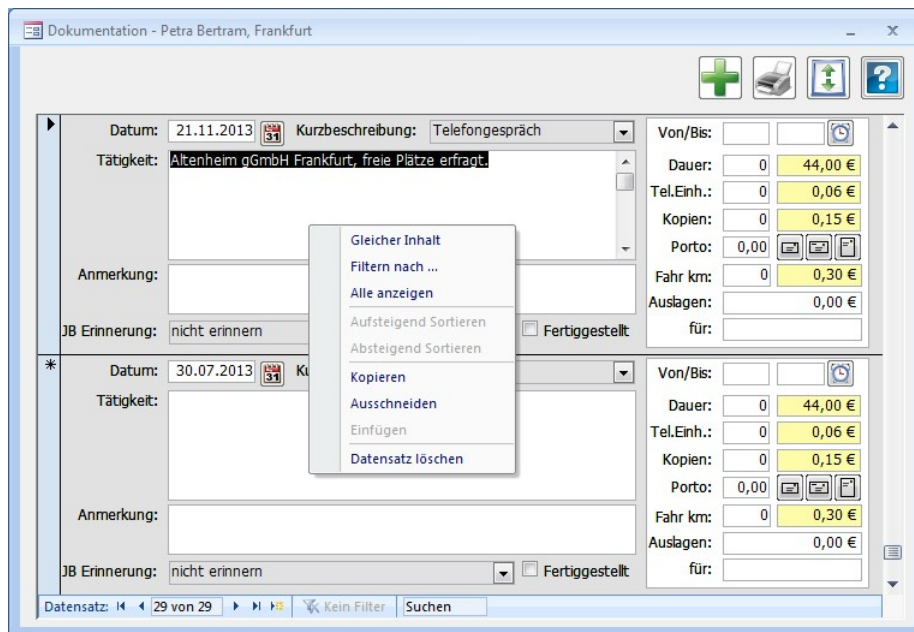 Dokumentation - Petra Bertram, Frankfurt
Datum: 21.11.2013 31 Kurzbeschreibung: Telefongespräch Von/Bis:
Tätigkeit: Altenheim gGmbH Frankfurt, freie Plätze erfragt. Dauer: 0 44,00 €
Tel.Einh.: 0 0,06 €
Kopien: 0 0,15 €
Porto: 0,00
Anmerkung: Fahr km: 0 0,30 €
Auslagen: 0,00 €
JB Erinnerung: nicht erinnern Fertiggestellt für:
Gleicher Inhalt
Filtern nach ...
Alle anzeigen
Aufsteigend Sortieren
Absteigend Sortieren
Kopieren
Ausschneiden
Einfügen
Datensatz löschen
Datum: 30.07.2013 31 Ku Von/Bis:
Tätigkeit: Dauer: 0 44,00 €
Tel.Einh.: 0 0,06 €
Kopien: 0 0,15 €
Porto: 0,00
Anmerkung: Fahr km: 0 0,30 €
Auslagen: 0,00 €
JB Erinnerung: nicht erinnern Fertiggestellt für:
Datensatz: 29 von 29 Kein Filter Suchen